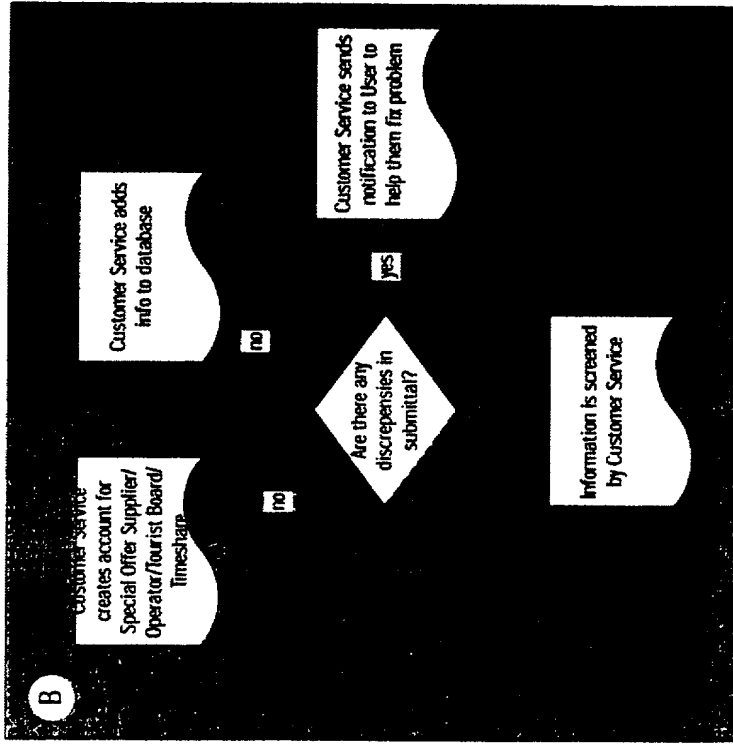 B
Customer Service
creates account for
Special Offer Supplier/
Operator/Tourist Board/
Timeshare
Customer Service adds
info to database
no
no
Are there any
discrepensies in
submittal?
yes
Customer Service sends
notification to User to
help them fix problem
Information is screened
by Customer Service